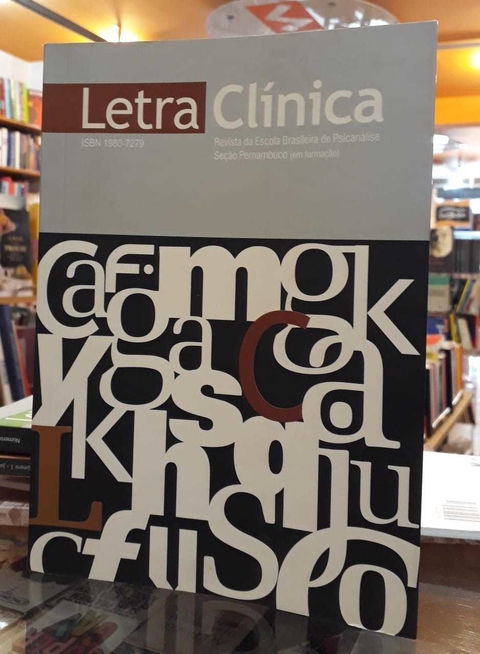 Letra Clínica
ISBN 1980-7279
Revista da Escola Brasileira de Psicanálise
Seção Pernambuco (em formação)
C a f . m g k
g a C a
y g s a
L k h s q l u
c f u S p o